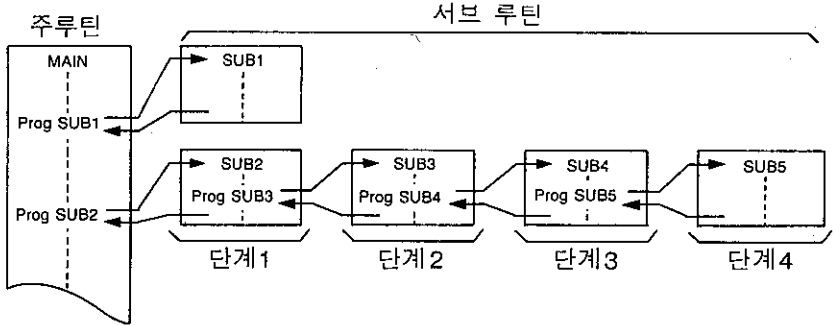 서브 루틴
주루틴
MAIN
SUB1
Prog SUB1
SUB2
SUB3
SUB4
SUB5
Prog SUB3
Prog SUB4
Prog SUB5
Prog SUB2
단계1
단계2
단계3
단계4